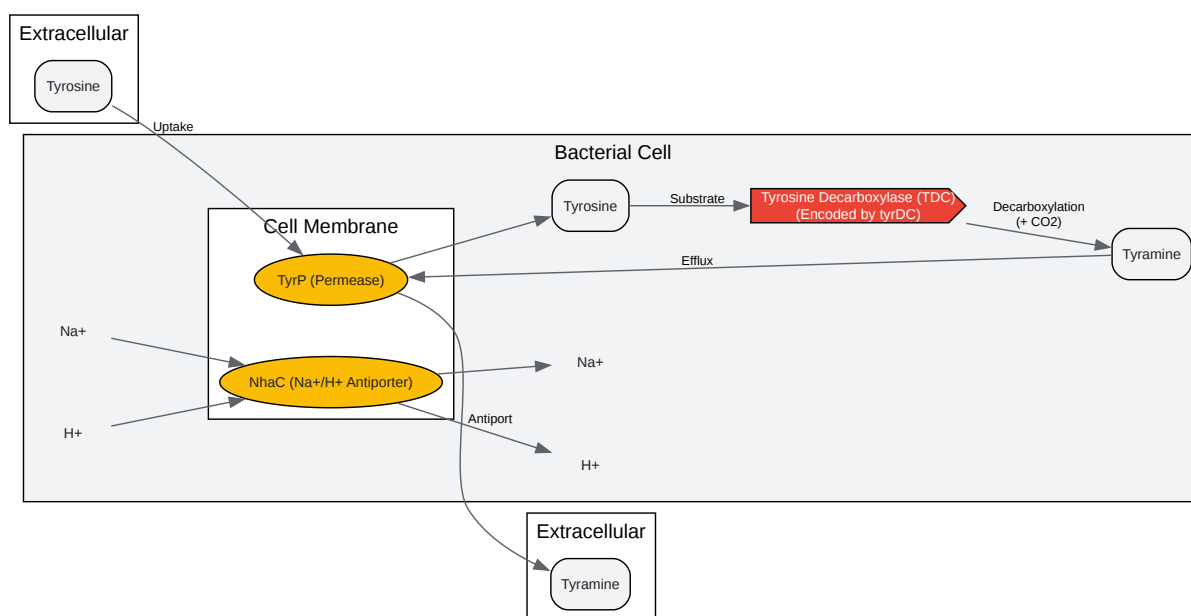 Extracellular
Tyrosine
Uptake
Bacterial Cell
Tyrosine
Substrate
Tyrosine Decarboxylase (TDC)
(Encoded by tyrDC)
Decarboxylation
(+ CO2)
Tyramine
Cell Membrane
TyrP (Permease)
Efflux
Na+
NhaC (Na+/H+ Antiporter)
Na+
H+
Antiport
H+
Extracellular
Tyramine